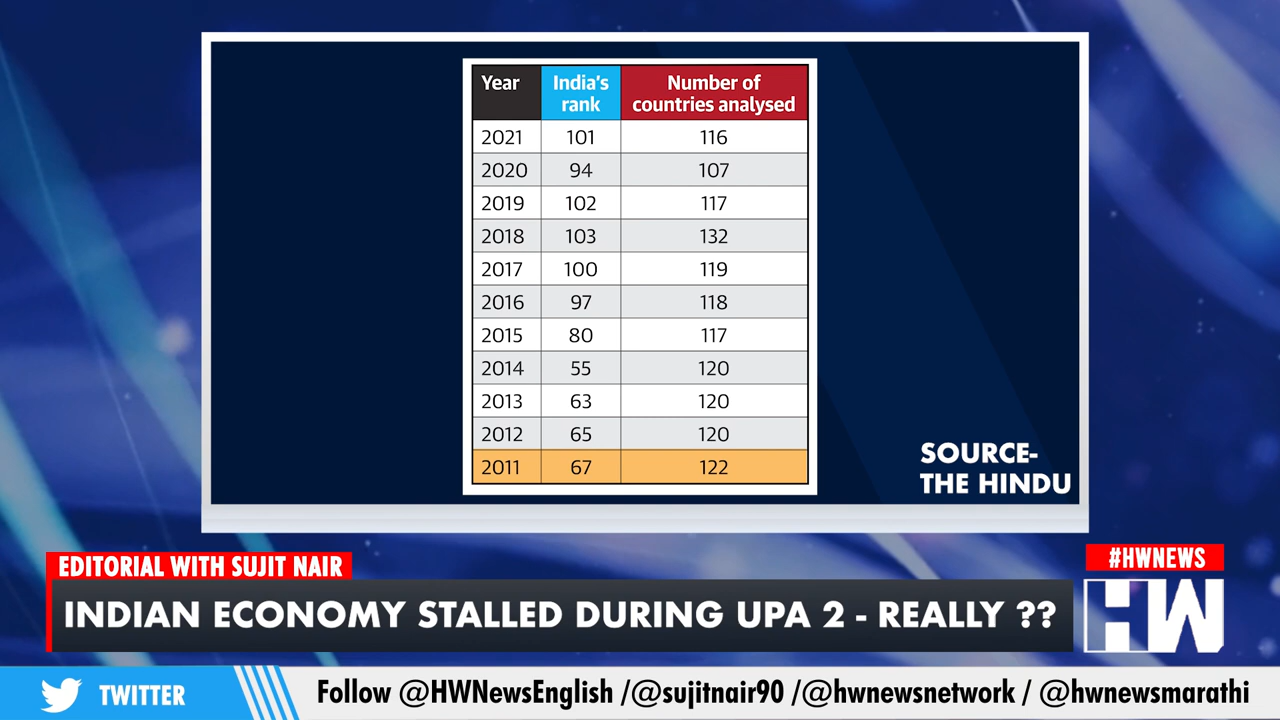 Year India's rank Number of countries analysed
2021 101 116
2020 94 107
2019 102 117
2018 103 132
2017 100 119
2016 97 118
2015 80 117
2014 55 120
2013 63 120
2012 65 120
2011 67 122
SOURCE-
THE HINDU
EDITORIAL WITH SUJIT NAIR
INDIAN ECONOMY STALLED DURING UPA 2 - REALLY ??
#HWNEWS
HW
TWITTER
Follow @HWNewsEnglish /@sujitnair90 /@hwnewsnetwork / @hwnewsmarathi